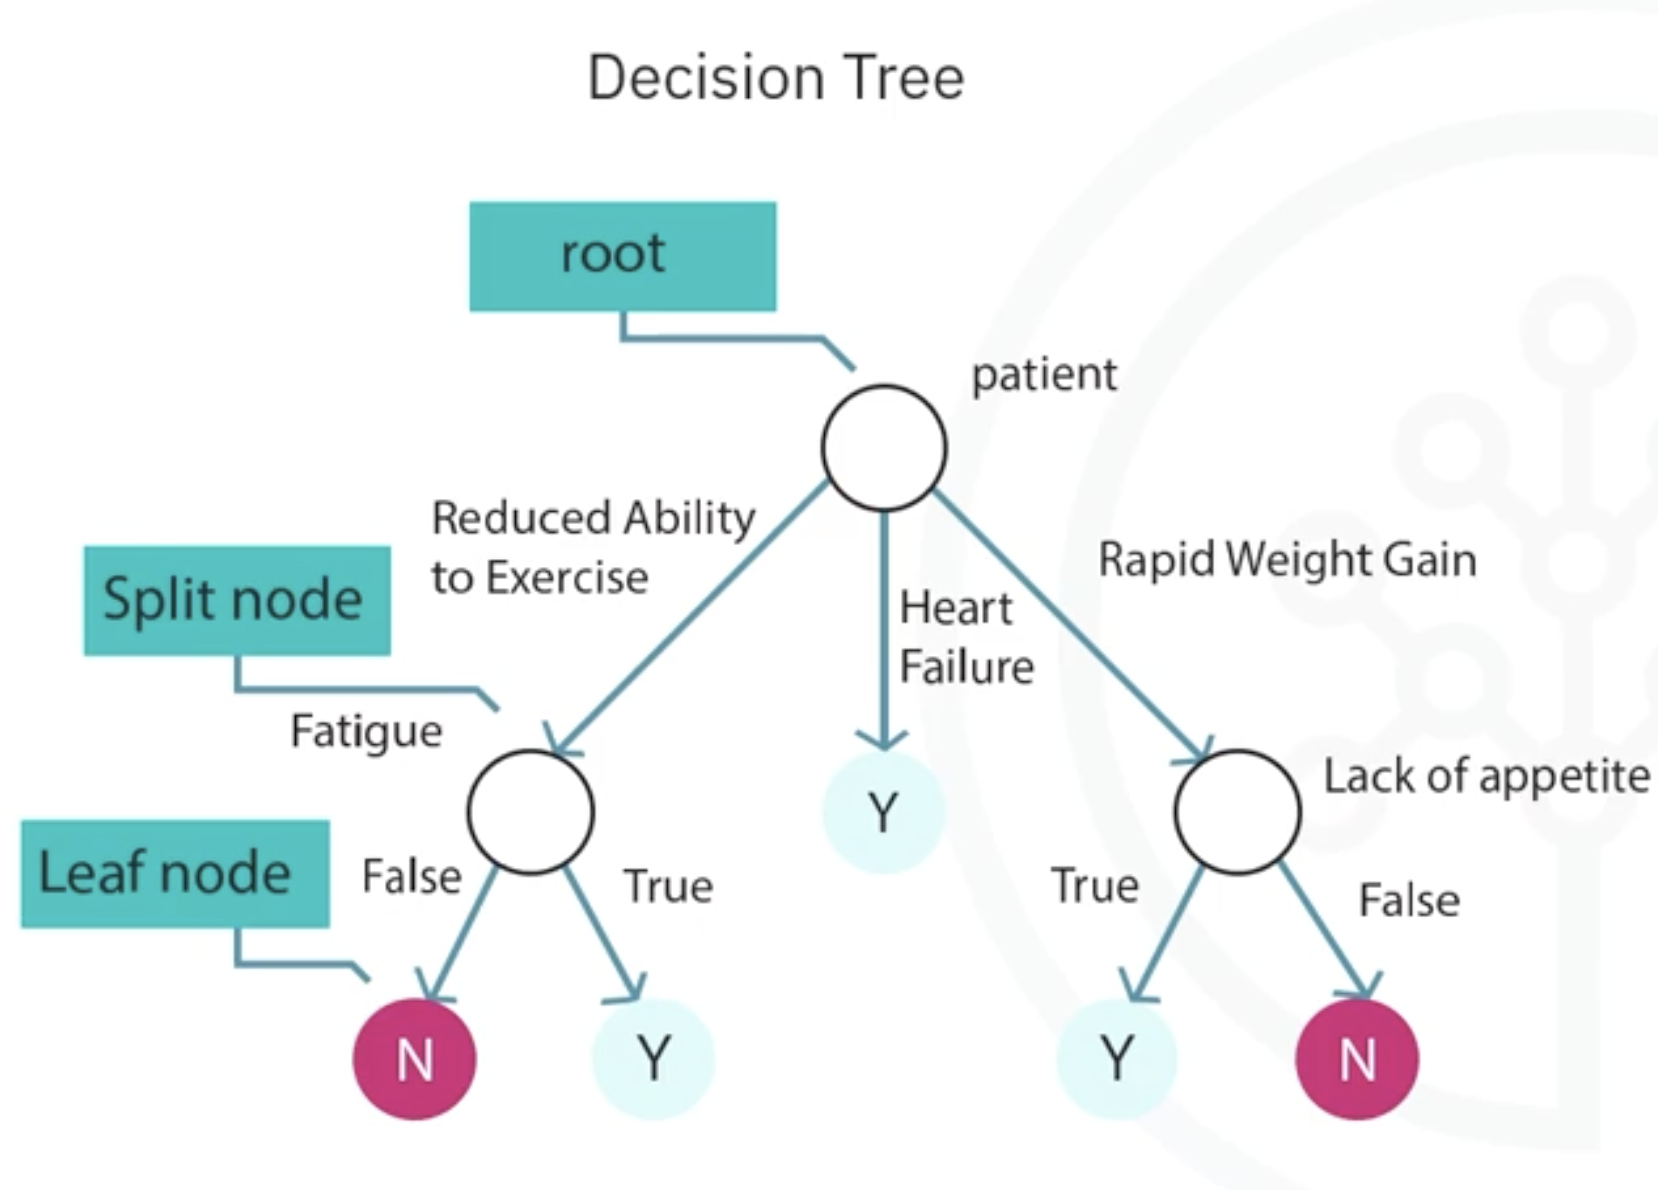 Decision Tree
root
patient
Reduced Ability
to Exercise
Rapid Weight Gain
Split node
Heart
Failure
Fatigue
Lack of appetite
Y
Leaf node
False
True
True
False
N
Y
Y
N